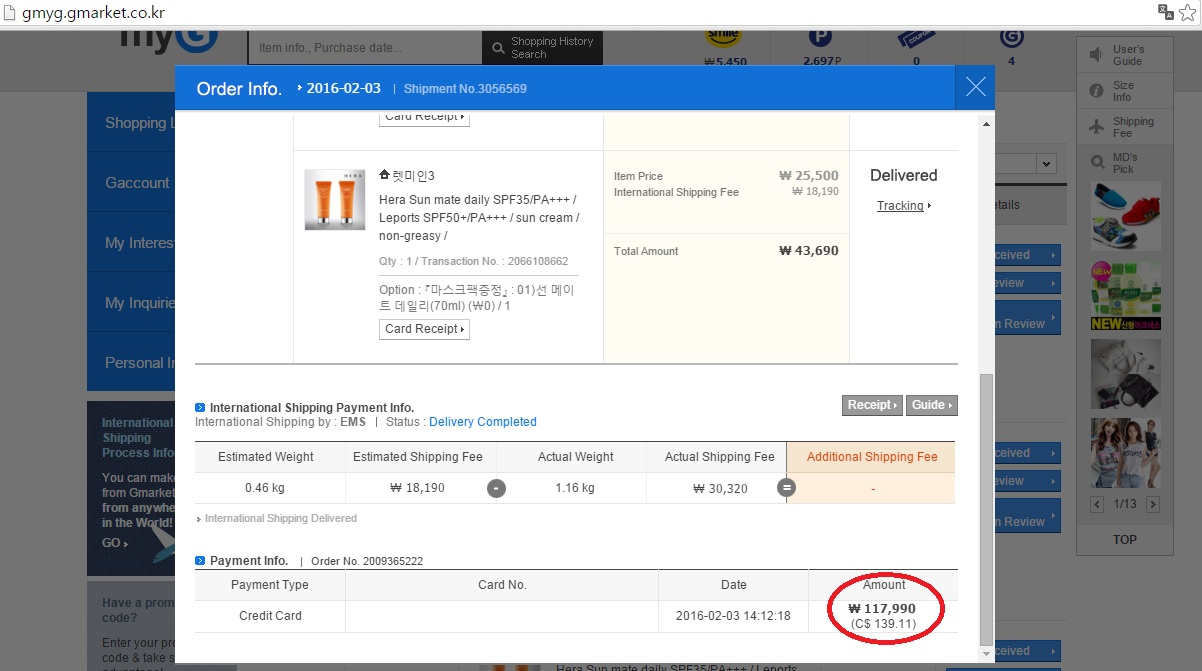 gmyg.gmarket.co.kr
my G
Item info., Purchase date...
Shopping History
Search
smile
₩5,450
P
2,697P
COUPON
0
G
4
User's
Guide
Size
Info
Shipping
Fee
MD's
Pick
Order Info.
2016-02-03
|
Shipment No.3056569
Shopping L
Gaccount
My Interes
My Inquirie
Personal In
Card Receipt
HERA
렛미인3
Hera Sun mate daily SPF35/PA+++ /
Leports SPF50+/PA+++ / sun cream /
non-greasy /
Qty : 1 / Transaction No. : 2066108662
Option : 『마스크팩증정』 : 01)선 메이
트 데일리(70ml) (₩0) / 1
Card Receipt
Item Price ₩ 25,500
International Shipping Fee ₩ 18,190
Total Amount ₩ 43,690
Delivered
Tracking
etails
ceived
eview
n Review
NEW
NEW
International Shipping Payment Info.
Receipt
Guide
International Shipping by : EMS | Status : Delivery Completed
Estimated Weight Estimated Shipping Fee Actual Weight Actual Shipping Fee Additional Shipping Fee
0.46 kg ₩ 18,190 - 1.16 kg ₩ 30,320 = -
International Shipping Delivered
Payment Info. | Order No. 2009365222
Payment Type Card No. Date Amount
Credit Card 2016-02-03 14:12:18 ₩ 117,990
(C$ 139.11)
International
Shipping
Process Info
You can make
from Gmarket
from anywhe
in the World!
GO
Have a prom
code?
Enter your pro
code & take s
ceived
eview
n Review
1/13
TOP
ceived
Hera Sun mate daily SPF35/PA+++ / Leports